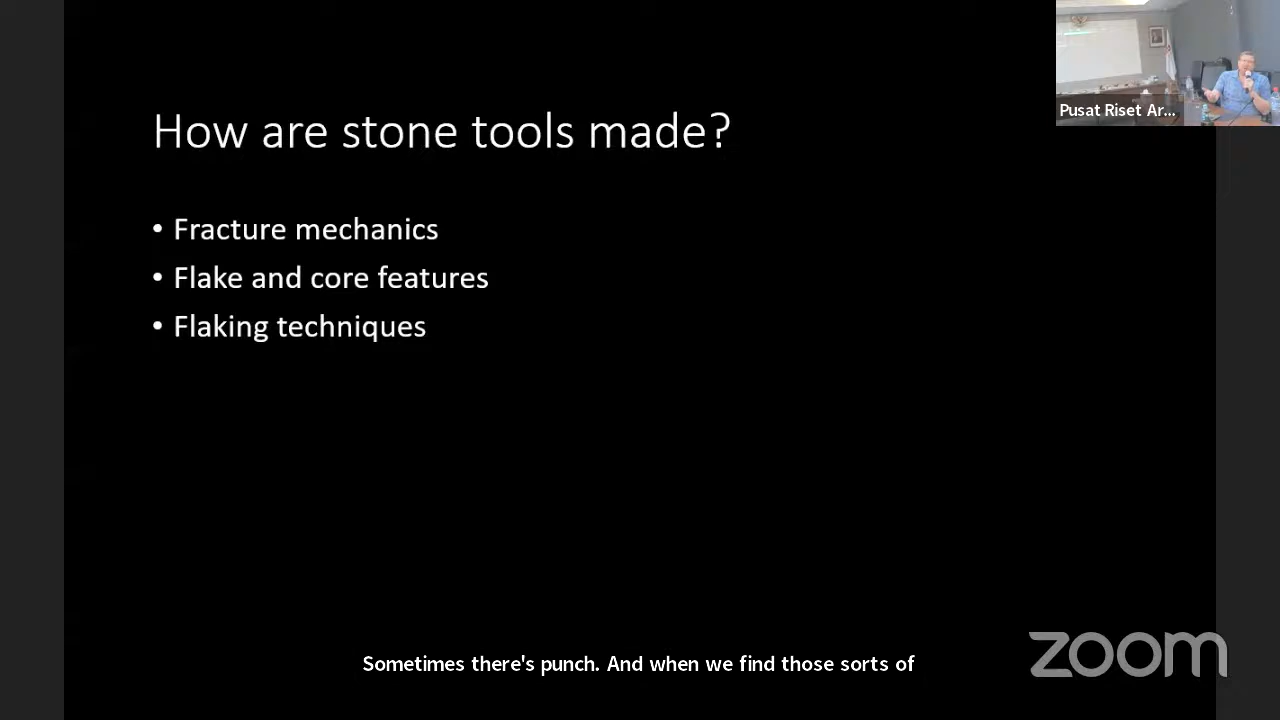 Pusat Riset Ar...
How are stone tools made?
• Fracture mechanics
• Flake and core features
• Flaking techniques
Sometimes there's punch. And when we find those sorts of
zoom